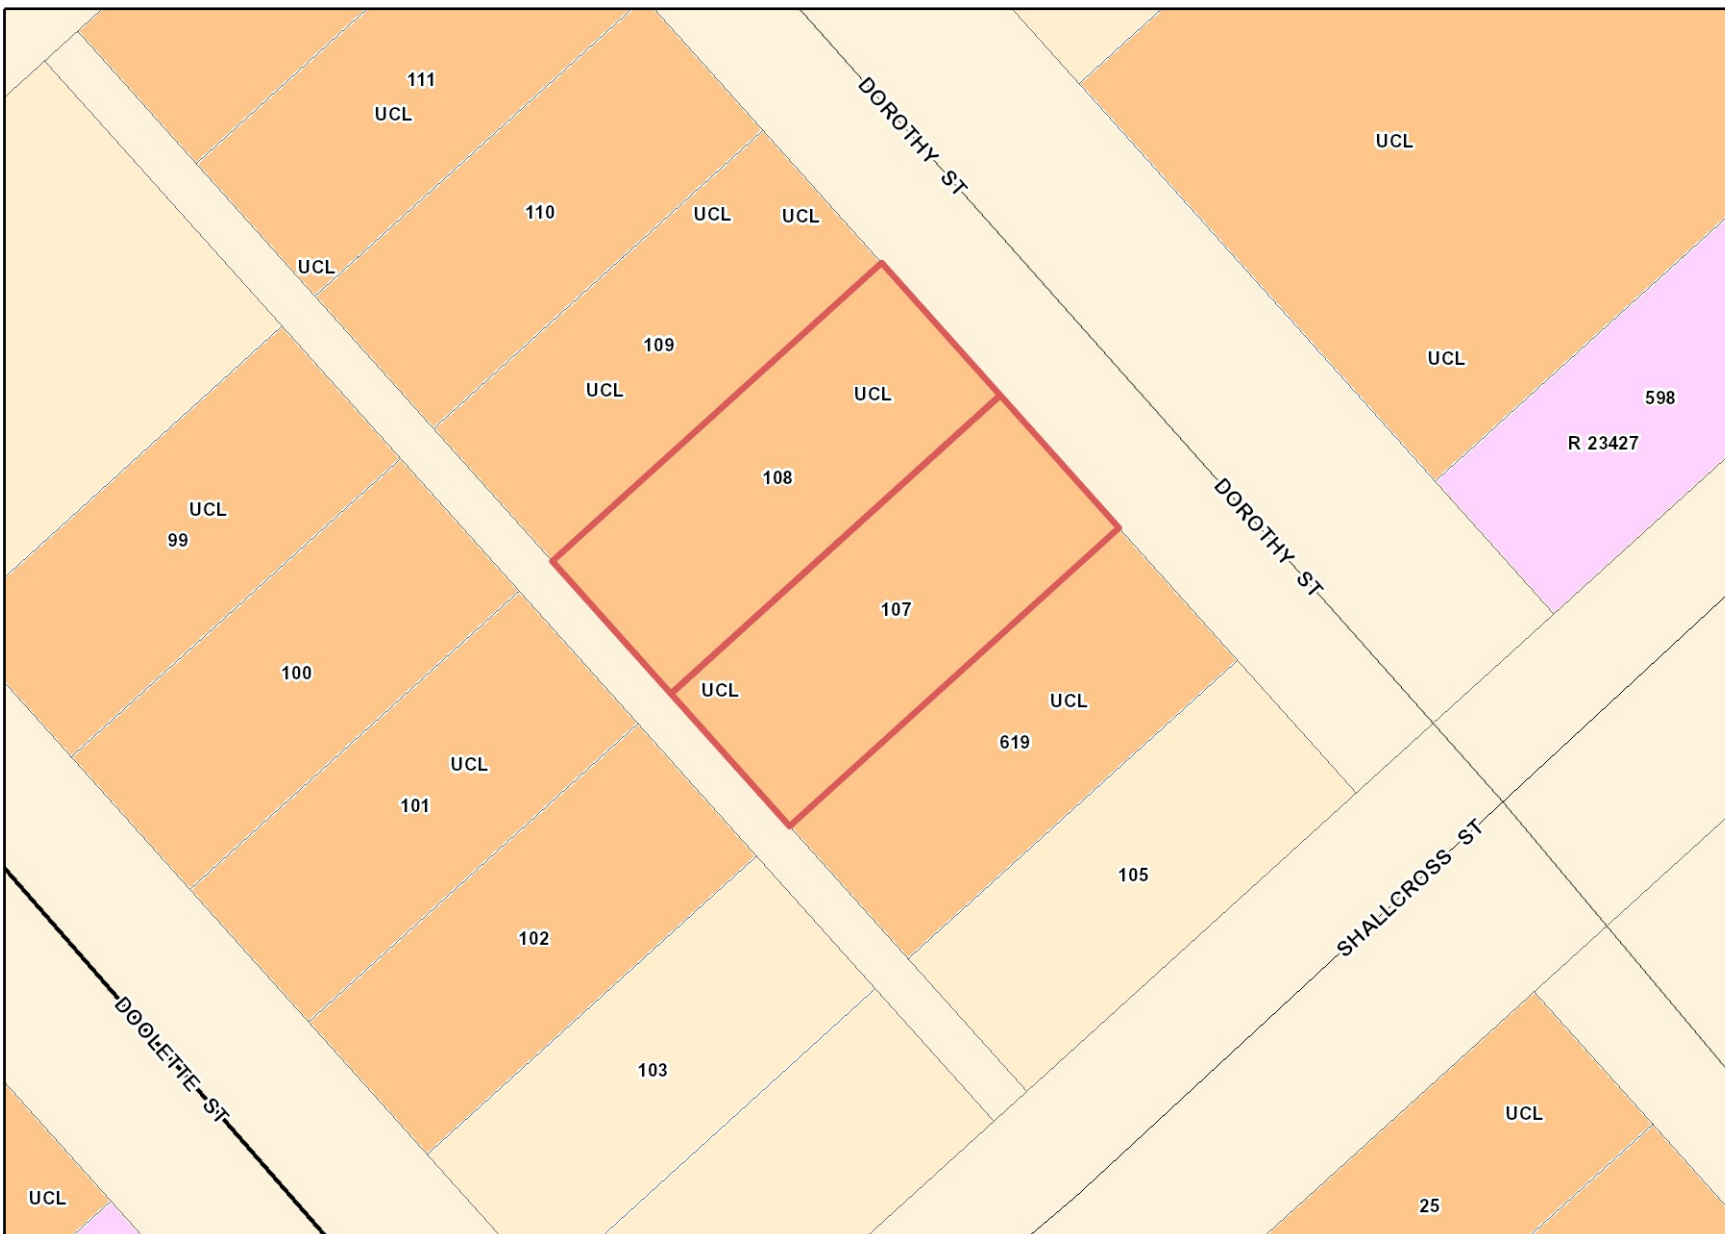 111
UCL
DOROTHY ST
UCL
110
UCL
UCL
UCL
109
UCL
UCL
UCL
598
R 23427
108
UCL
99
DOROTHY ST
107
100
UCL
UCL
619
UCL
101
105
SHALLCROSS ST
102
DOOLETTE ST
103
UCL
UCL
25